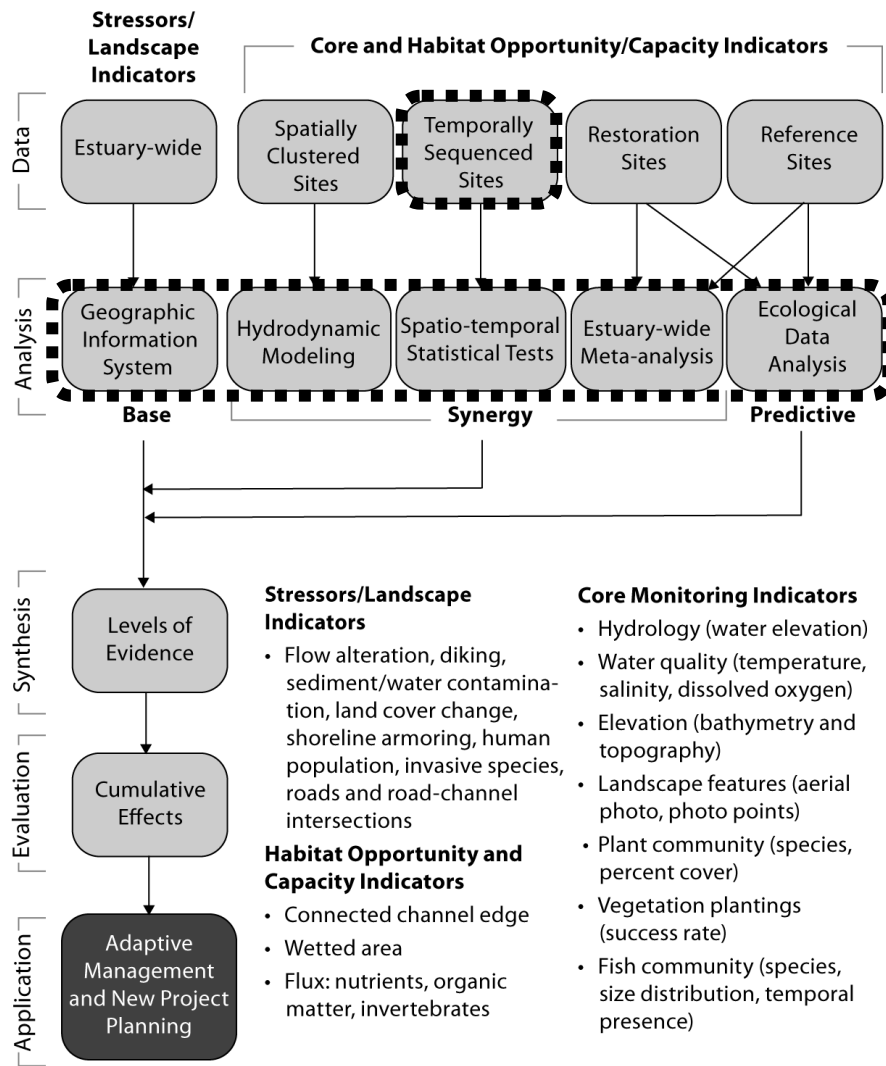 Stressors/
Landscape
Indicators
Core and Habitat Opportunity/Capacity Indicators
Data
Estuary-wide
Spatially
Clustered
Sites
Temporally
Sequenced
Sites
Restoration
Sites
Reference
Sites
Analysis
Geographic
Information
System
Hydrodynamic
Modeling
Spatio-temporal
Statistical Tests
Estuary-wide
Meta-analysis
Ecological
Data
Analysis
Base
Synergy
Predictive
Synthesis
Levels of
Evidence
Evaluation
Cumulative
Effects
Application
Adaptive
Management
and New Project
Planning
Stressors/Landscape
Indicators
• Flow alteration, diking,
sediment/water contamina-
tion, land cover change,
shoreline armoring, human
population, invasive species,
roads and road-channel
intersections
Habitat Opportunity and
Capacity Indicators
• Connected channel edge
• Wetted area
• Flux: nutrients, organic
matter, invertebrates
Core Monitoring Indicators
• Hydrology (water elevation)
• Water quality (temperature,
salinity, dissolved oxygen)
• Elevation (bathymetry and
topography)
• Landscape features (aerial
photo, photo points)
• Plant community (species,
percent cover)
• Vegetation plantings
(success rate)
• Fish community (species,
size distribution, temporal
presence)